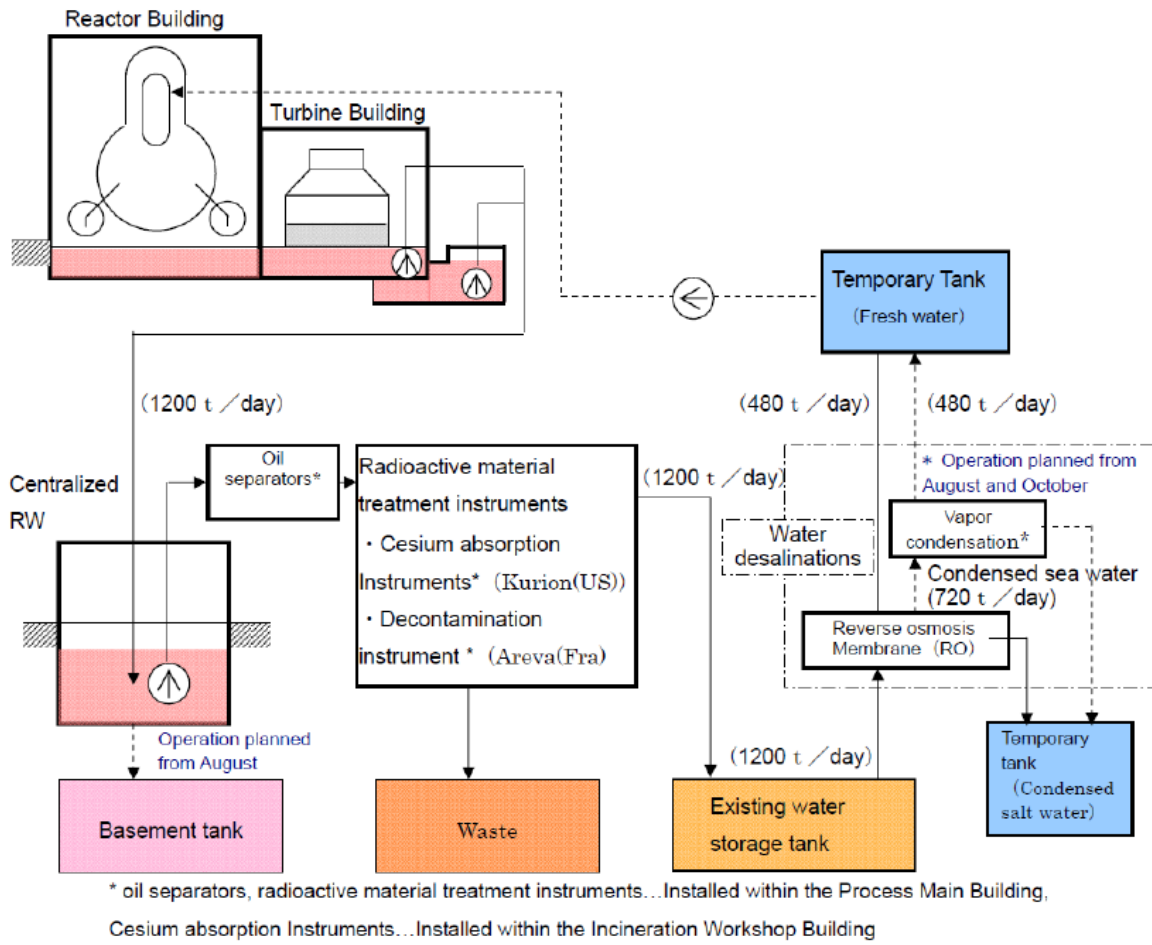 Reactor Building
Turbine Building
Temporary Tank
（Fresh water）
(1200 t ／day)
(480 t ／day)
(480 t ／day)
Centralized
RW
Oil
separators*
Radioactive material
treatment instruments
・Cesium absorption
Instruments* (Kurion(US))
・Decontamination
instrument * (Areva(Fra)
(1200 t ／day)
* Operation planned from
August and October
Water
desalinations
Vapor
condensation*
Condensed sea water
(720 t ／day)
Reverse osmosis
Membrane（RO）
Operation planned
from August
(1200 t ／day)
Basement tank
Waste
Existing water
storage tank
Temporary
tank
（Condensed
salt water）
* oil separators, radioactive material treatment instruments…Installed within the Process Main Building,
Cesium absorption Instruments…Installed within the Incineration Workshop Building